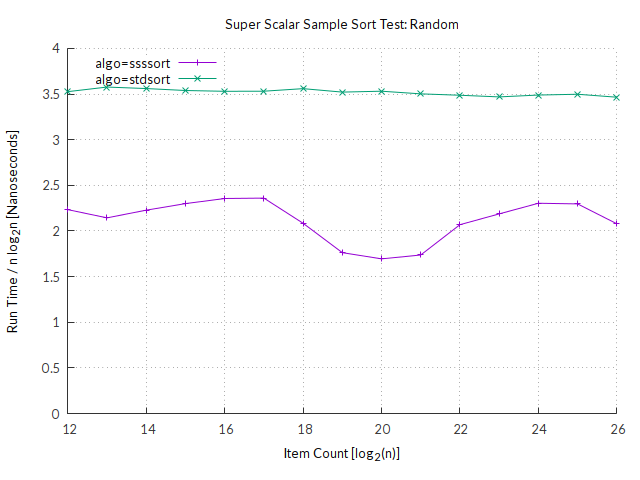 Super Scalar Sample Sort Test: Random
4
algo=ssssort
algo=stdsort
3.5
3
2.5
2
1.5
1
0.5
0
12 14 16 18 20 22 24 26
Run Time / n log₂n [Nanoseconds]
Item Count [log₂(n)]